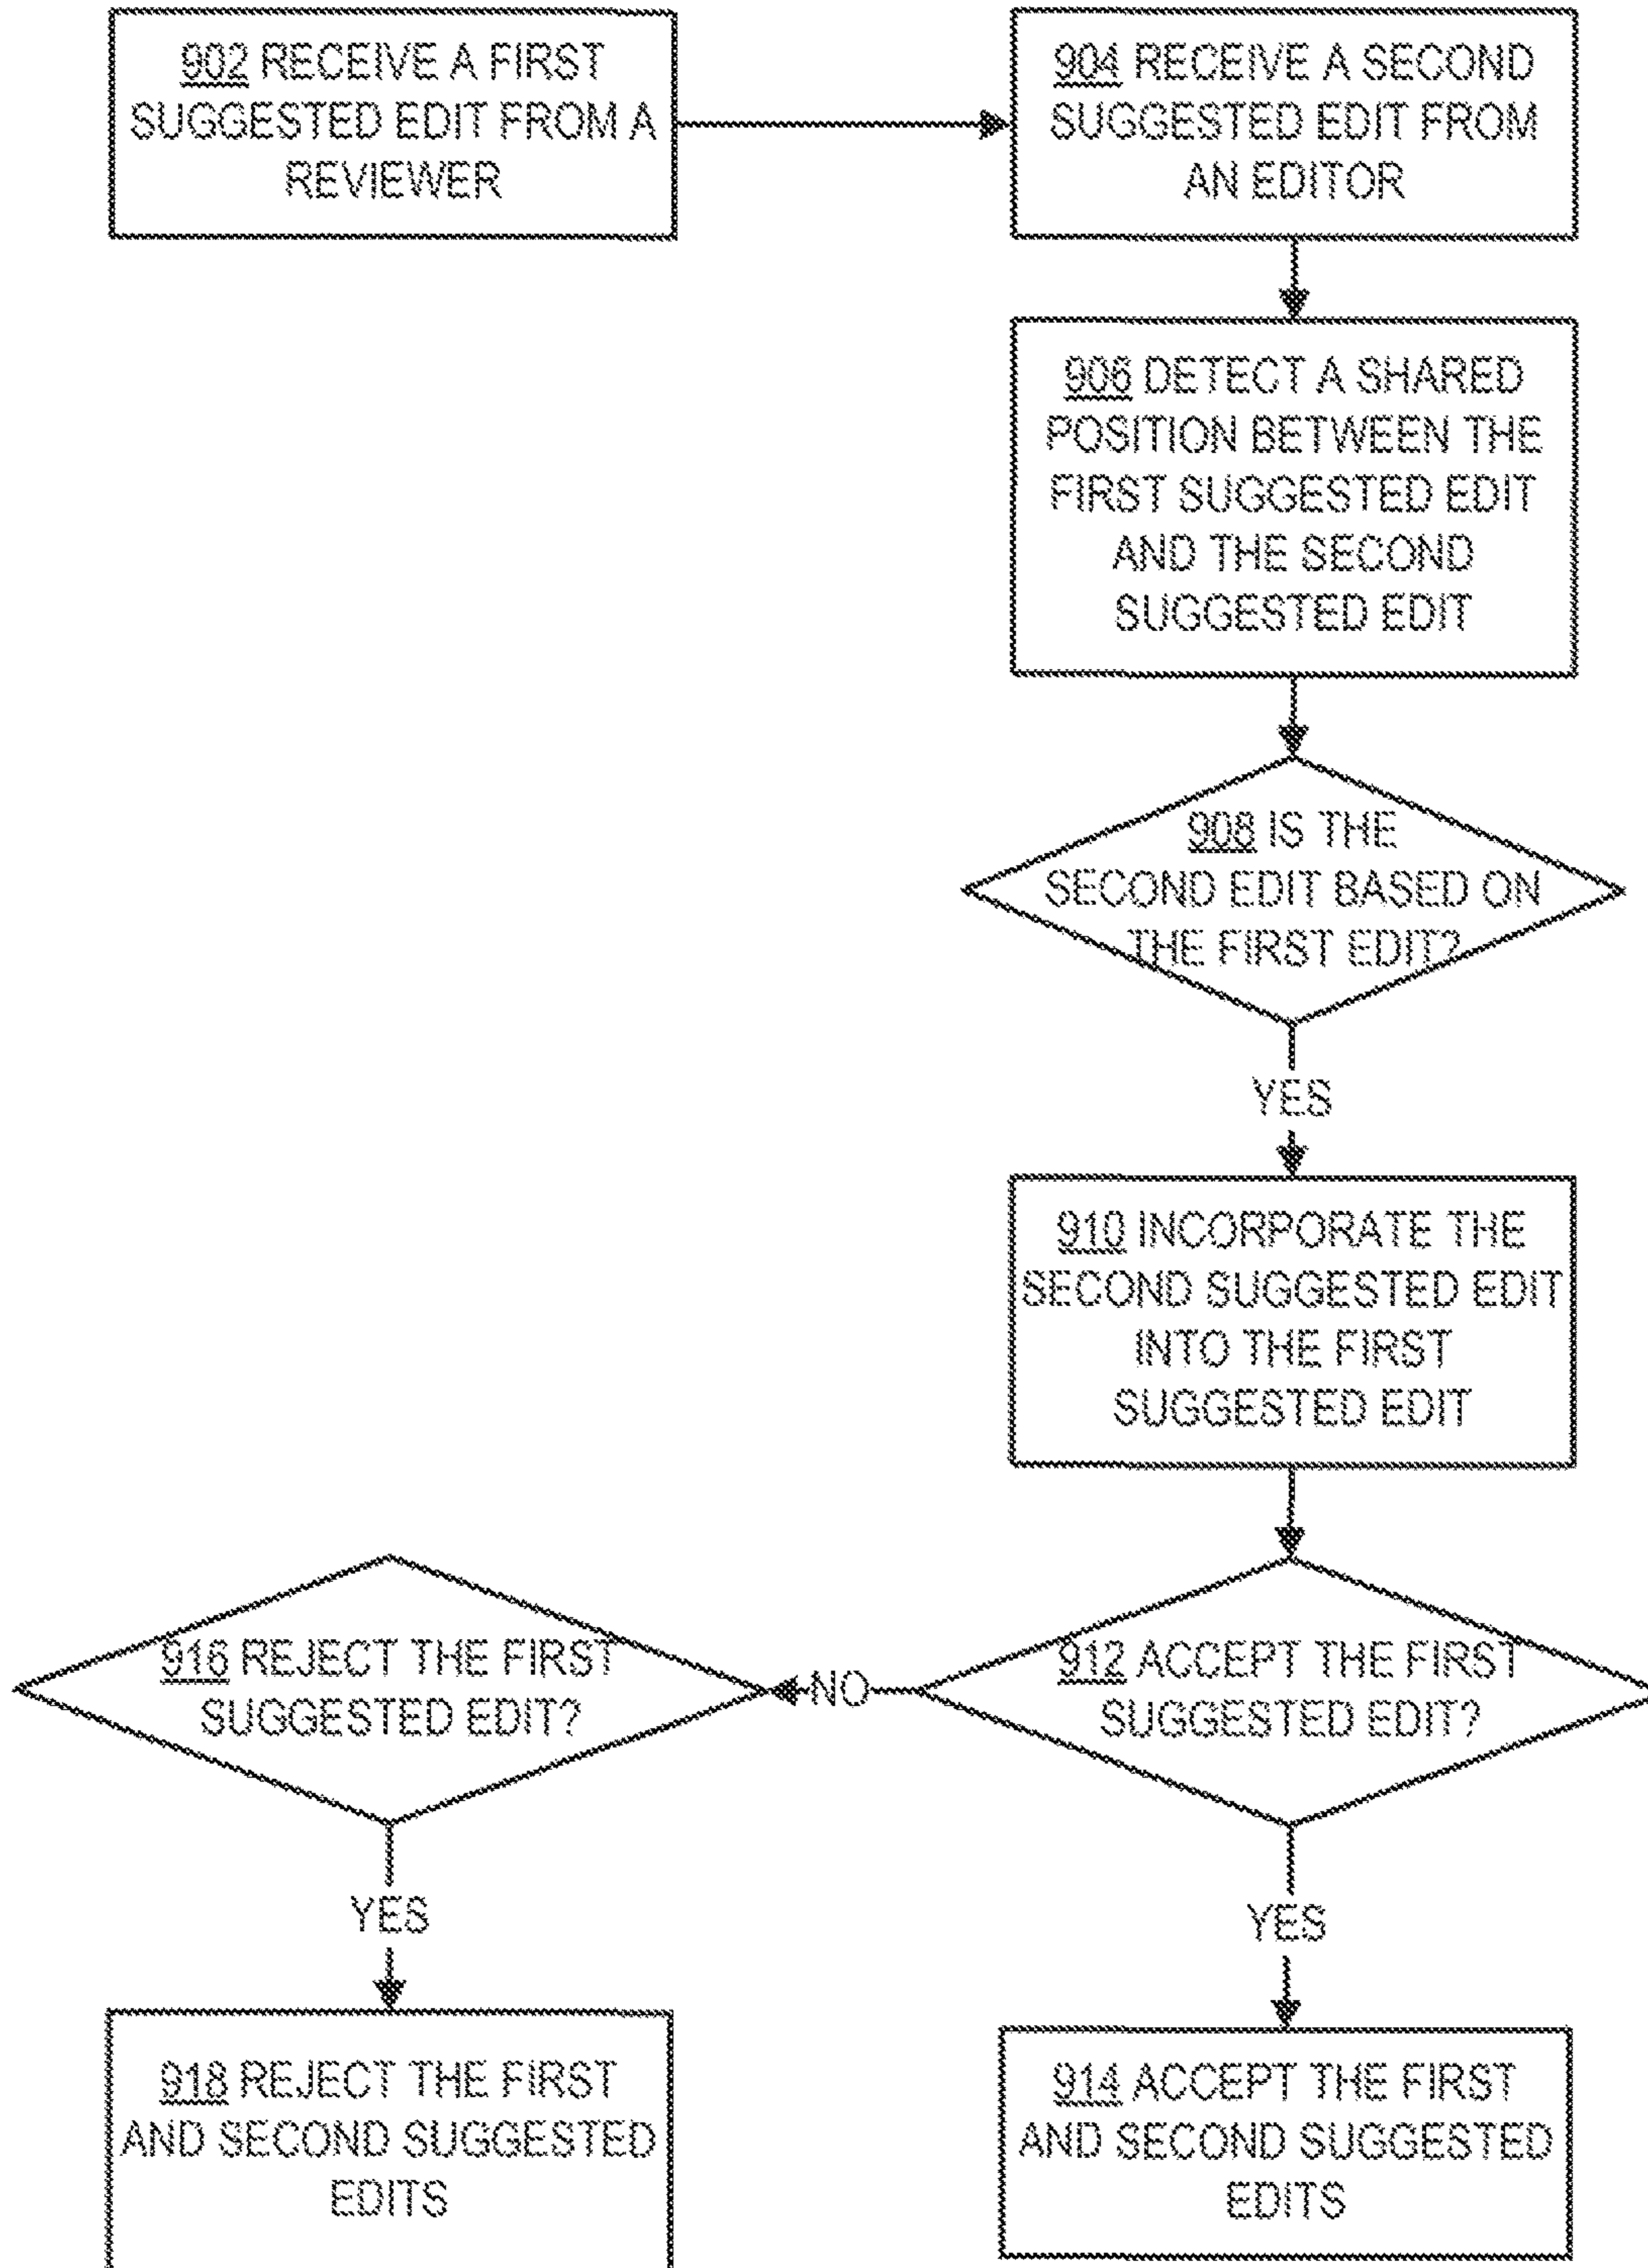 902 RECEIVE A FIRST
SUGGESTED EDIT FROM A
REVIEWER
904 RECEIVE A SECOND
SUGGESTED EDIT FROM
AN EDITOR
906 DETECT A SHARED
POSITION BETWEEN THE
FIRST SUGGESTED EDIT
AND THE SECOND
SUGGESTED EDIT
908 IS THE
SECOND EDIT BASED ON
THE FIRST EDIT?
YES
910 INCORPORATE THE
SECOND SUGGESTED EDIT
INTO THE FIRST
SUGGESTED EDIT
912 ACCEPT THE FIRST
SUGGESTED EDIT?
NO
916 REJECT THE FIRST
SUGGESTED EDIT?
YES
918 REJECT THE FIRST
AND SECOND SUGGESTED
EDITS
YES
914 ACCEPT THE FIRST
AND SECOND SUGGESTED
EDITS